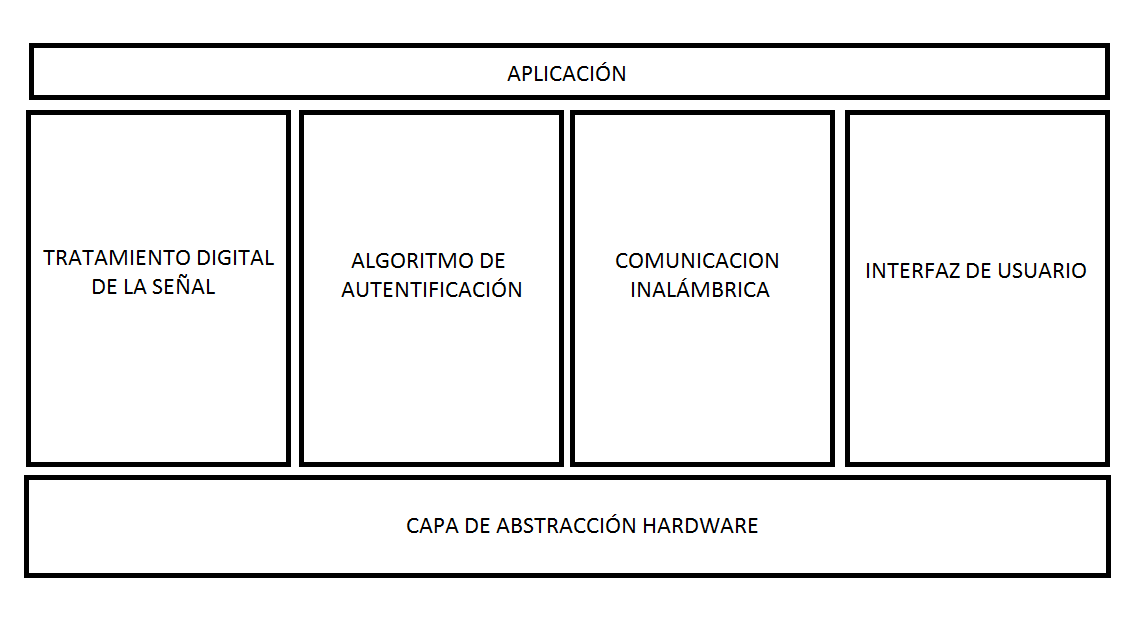 APLICACIÓN
TRATAMIENTO DIGITAL
DE LA SEÑAL
ALGORITMO DE
AUTENTIFICACIÓN
COMUNICACION
INALÁMBRICA
INTERFAZ DE USUARIO
CAPA DE ABSTRACCIÓN HARDWARE